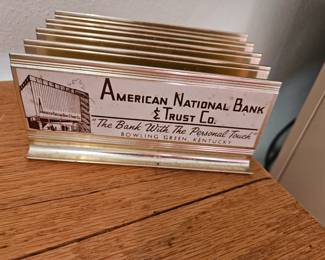 American National Bank
& Trust Co.
"The Bank With The Personal Touch"
BOWLING GREEN, KENTUCKY